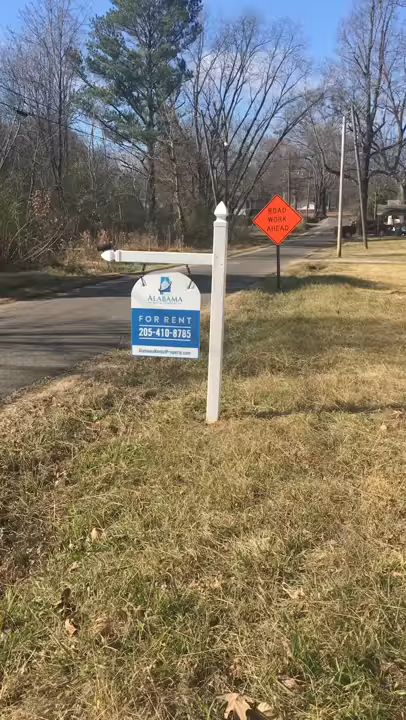 ROAD
WORK
AHEAD
ALABAMA
FOR RENT
205-410-8785